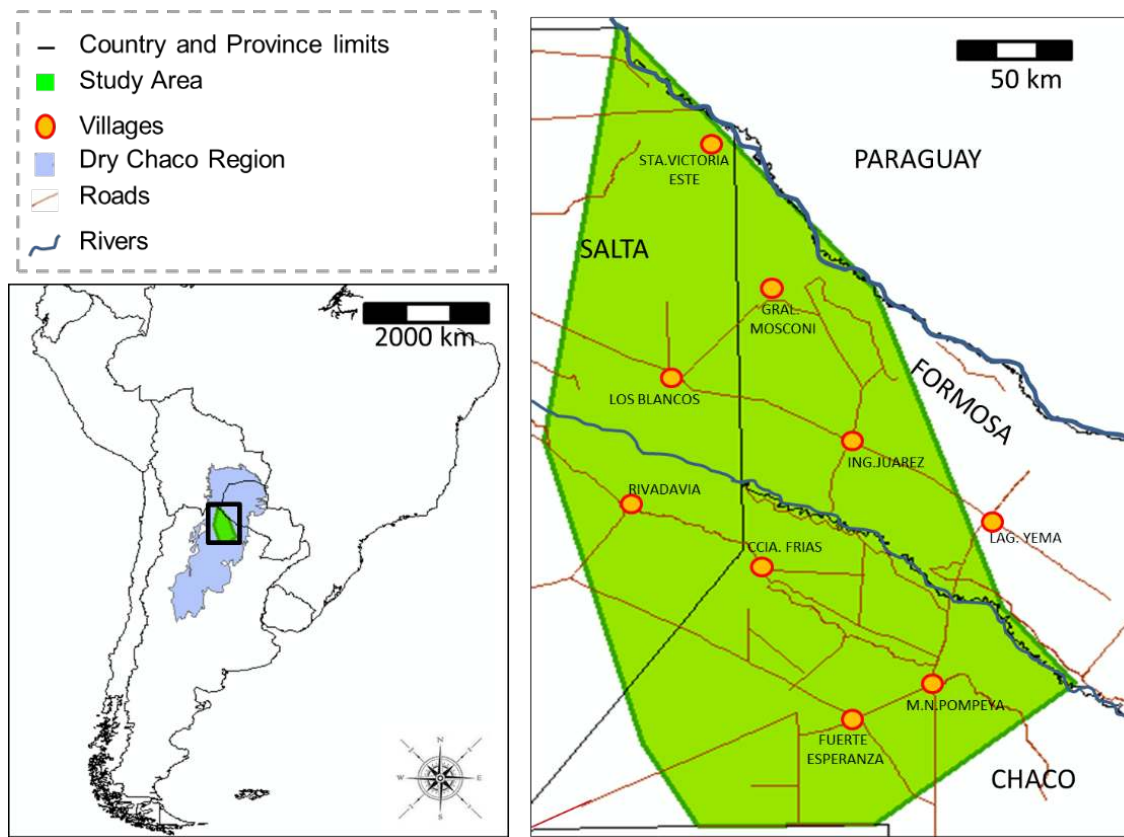 Country and Province limits
Study Area
Villages
Dry Chaco Region
Roads
Rivers
2000 km
N
W
E
S
50 km
PARAGUAY
STA.VICTORIA
ESTE
SALTA
GRAL.
MOSCONI
FORMOSA
LOS BLANCOS
ING.JUAREZ
RIVADAVIA
LAG. YEMA
CCIA. FRIAS
M.N.POMPEYA
FUERTE
ESPERANZA
CHACO